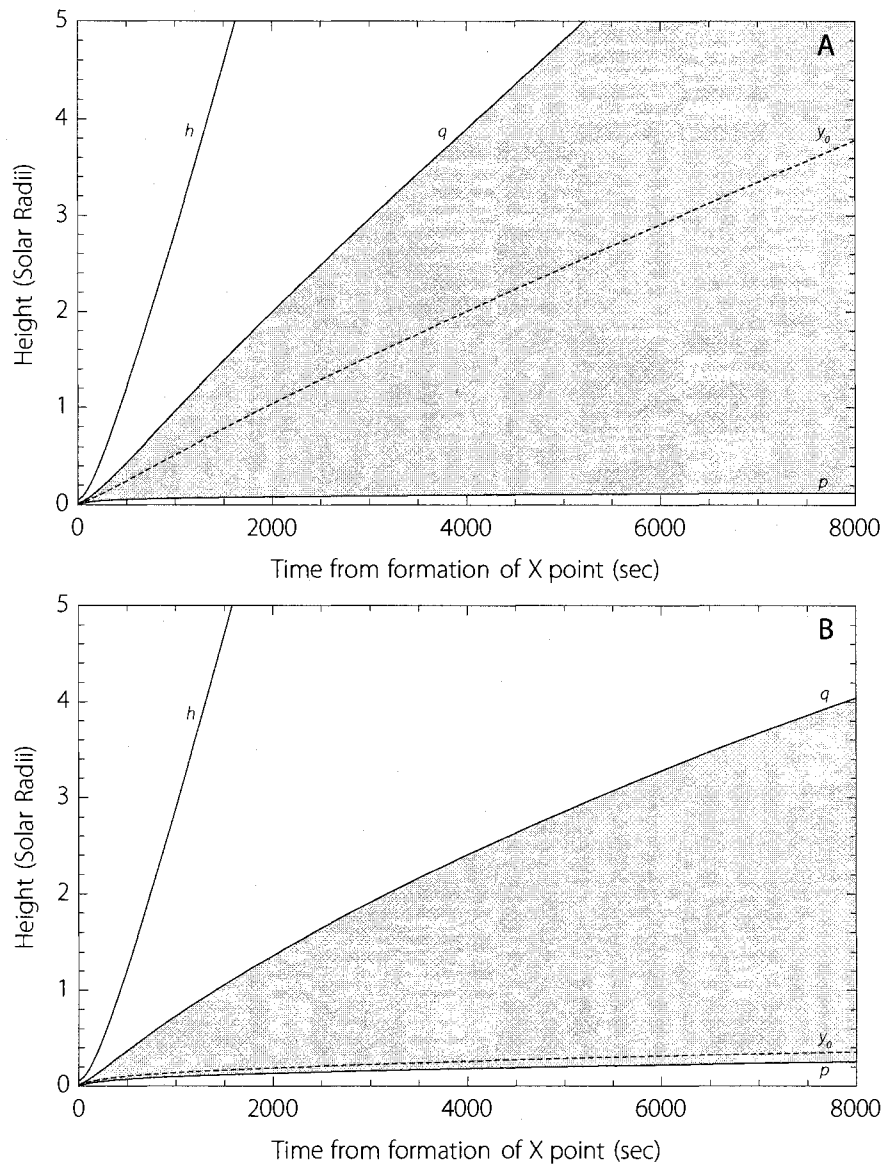 5
A
4
h
q
y₀
3
Height (Solar Radii)
2
1
0
p
0 2000 4000 6000 8000
Time from formation of X point (sec)
5
B
4
q
h
3
Height (Solar Radii)
2
1
y₀
p
0
0 2000 4000 6000 8000
Time from formation of X point (sec)